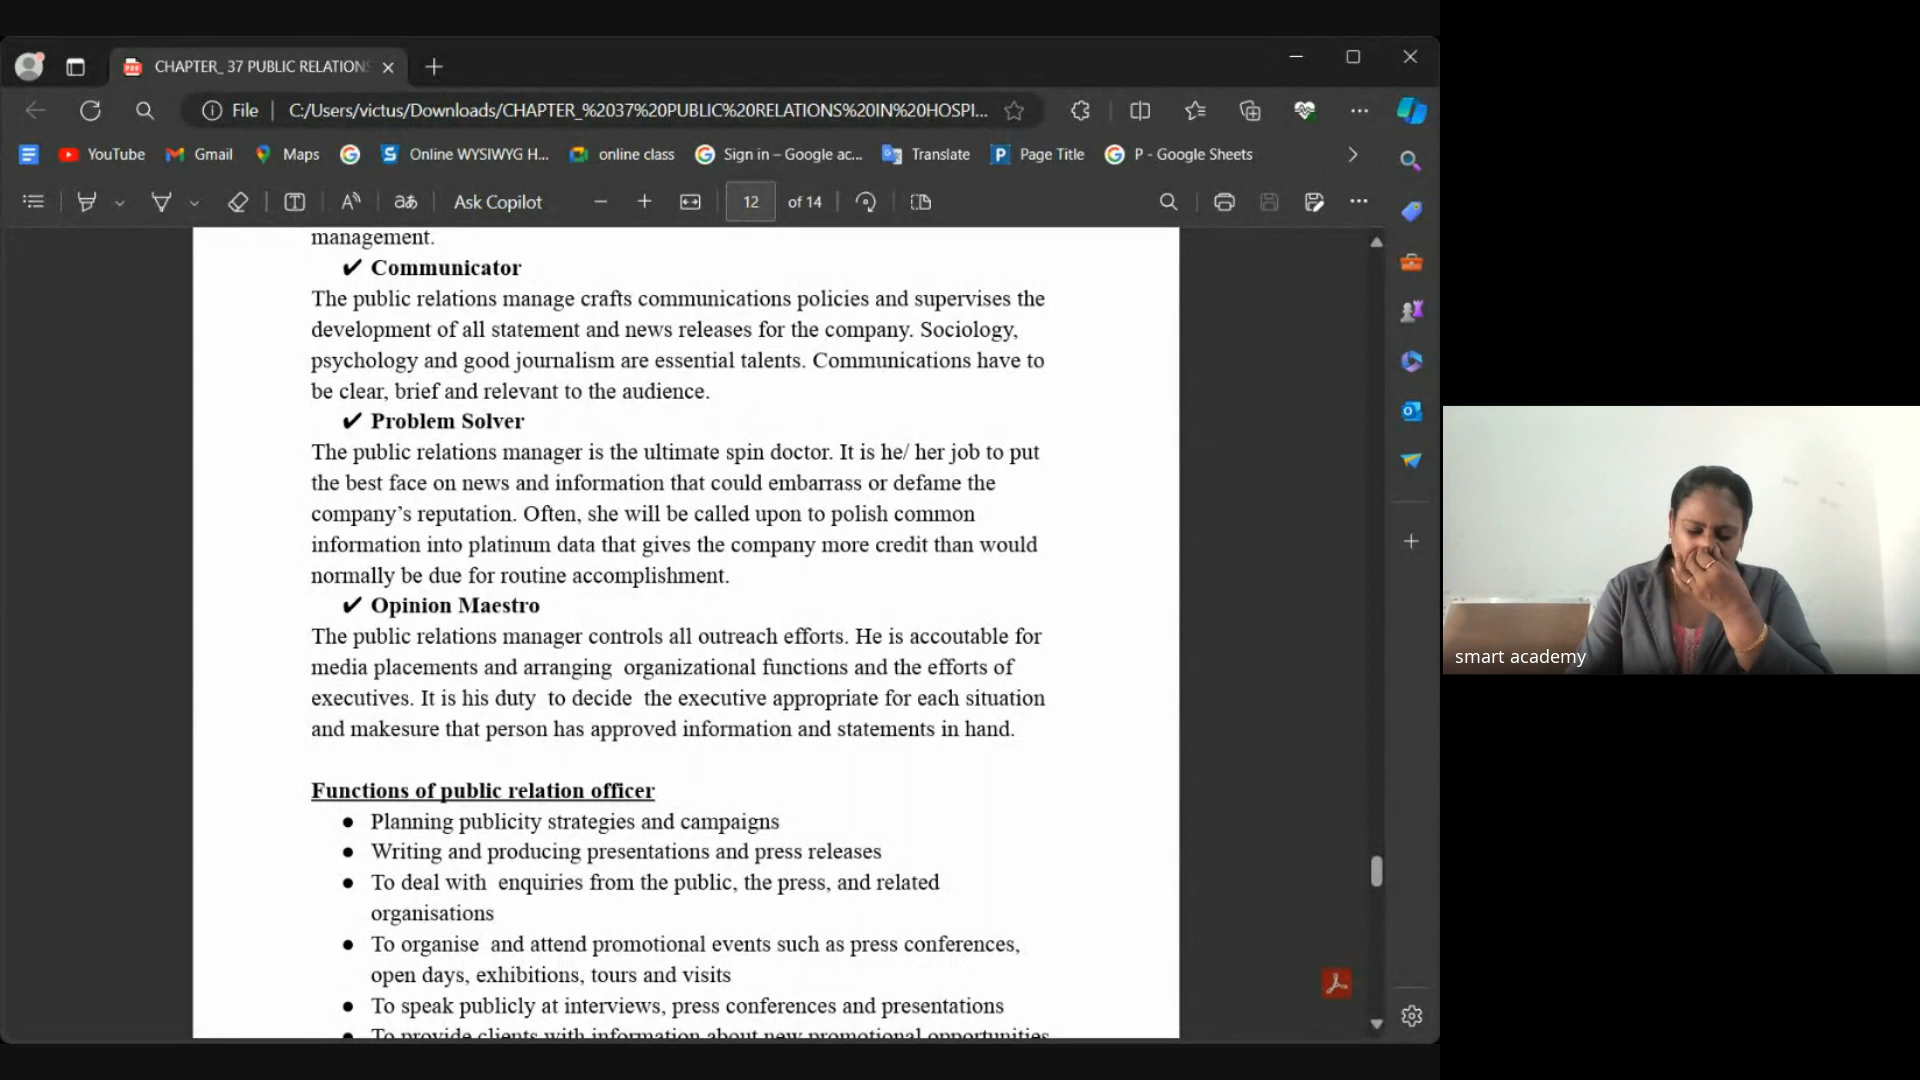 CHAPTER_ 37 PUBLIC RELATIONS
File
C:/Users/victus/Downloads/CHAPTER_%2037%20PUBLIC%20RELATIONS%20IN%20HOSPI...
YouTube Gmail Maps Online WYSIWYG H... online class Sign in – Google ac... Translate Page Title P - Google Sheets
Ask Copilot 12 of 14
management.
✔ Communicator
The public relations manage crafts communications policies and supervises the
development of all statement and news releases for the company. Sociology,
psychology and good journalism are essential talents. Communications have to
be clear, brief and relevant to the audience.
✔ Problem Solver
The public relations manager is the ultimate spin doctor. It is he/ her job to put
the best face on news and information that could embarrass or defame the
company’s reputation. Often, she will be called upon to polish common
information into platinum data that gives the company more credit than would
normally be due for routine accomplishment.
✔ Opinion Maestro
The public relations manager controls all outreach efforts. He is accoutable for
media placements and arranging  organizational functions and the efforts of
executives. It is his duty  to decide  the executive appropriate for each situation
and makesure that person has approved information and statements in hand.
Functions of public relation officer
● Planning publicity strategies and campaigns
● Writing and producing presentations and press releases
● To deal with  enquiries from the public, the press, and related
organisations
● To organise  and attend promotional events such as press conferences,
open days, exhibitions, tours and visits
● To speak publicly at interviews, press conferences and presentations
● To provide clients with information about new promotional opportunities
smart academy